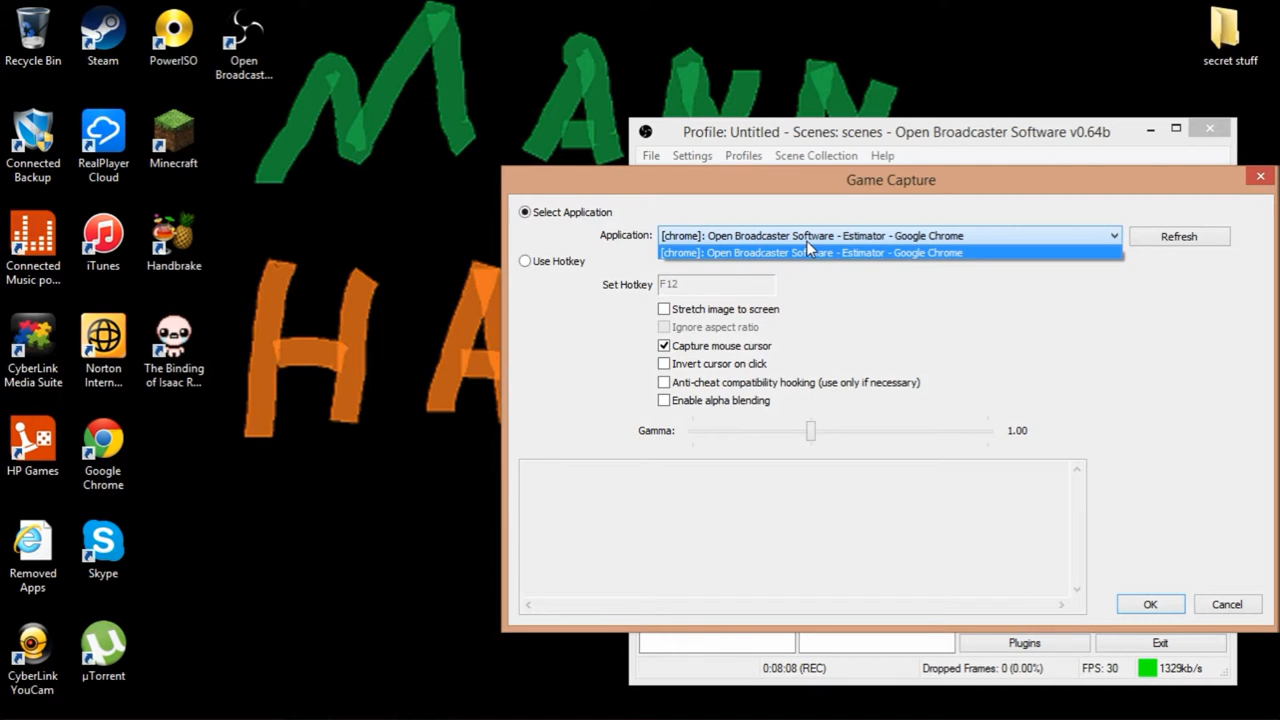 MANN
HA
Recycle Bin
Steam
PowerISO
Open
Broadcast...
secret stuff
Connected
Backup
RealPlayer
Cloud
Minecraft
Connected
Music po...
iTunes
Handbrake
CyberLink
Media Suite
Norton
Intern...
The Binding
of Isaac R...
HP Games
Google
Chrome
Removed
Apps
Skype
CyberLink
YouCam
µTorrent
Profile: Untitled - Scenes: scenes - Open Broadcaster Software v0.64b
File Settings Profiles Scene Collection Help
Game Capture
Select Application
Application: [chrome]: Open Broadcaster Software - Estimator - Google Chrome Refresh
[chrome]: Open Broadcaster Software - Estimator - Google Chrome
Use Hotkey
Set Hotkey F12
Stretch image to screen
Ignore aspect ratio
Capture mouse cursor
Invert cursor on click
Anti-cheat compatibility hooking (use only if necessary)
Enable alpha blending
Gamma: 1.00
OK Cancel
Plugins Exit
0:08:08 (REC) Dropped Frames: 0 (0.00%) FPS: 30 1329kb/s